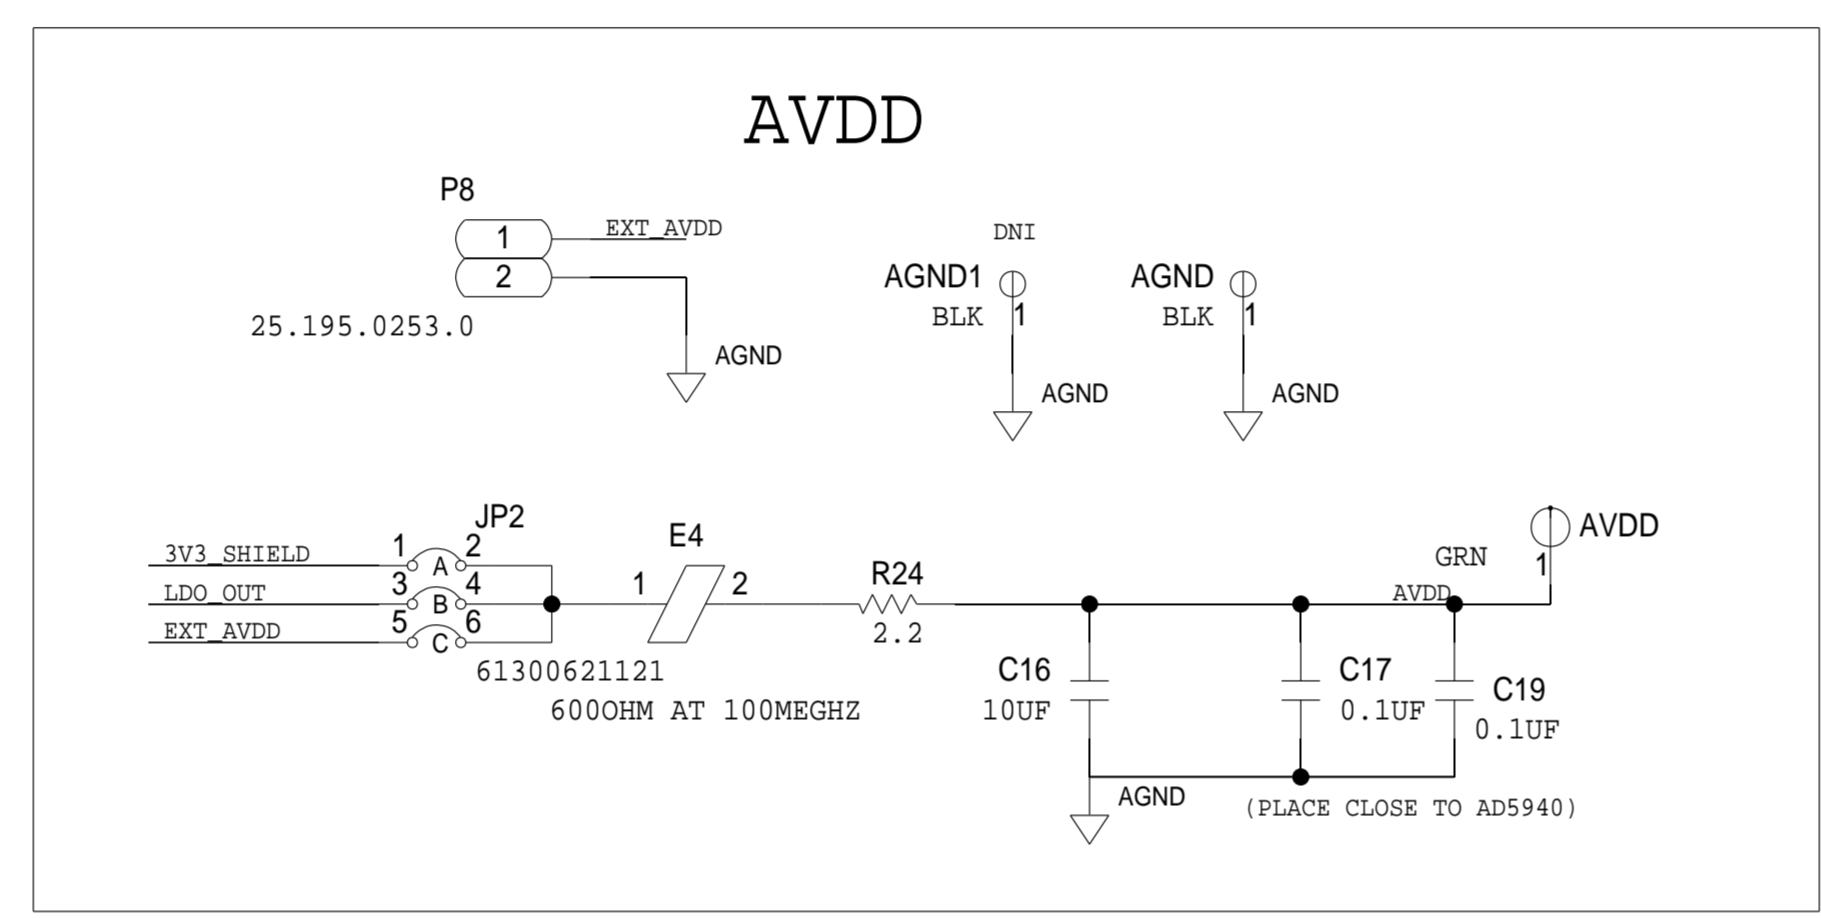 AVDD
P8
1
EXT_AVDD
2
25.195.0253.0
AGND
DNI
AGND1
BLK
1
AGND
AGND
BLK
1
AGND
JP2
3V3_SHIELD
1
A
2
LDO_OUT
3
B
4
EXT_AVDD
5
C
6
61300621121
E4
1
2
600OHM AT 100MEGHZ
R24
2.2
C16
10UF
AGND
C17
0.1UF
C19
0.1UF
(PLACE CLOSE TO AD5940)
AVDD
GRN
1
AVDD